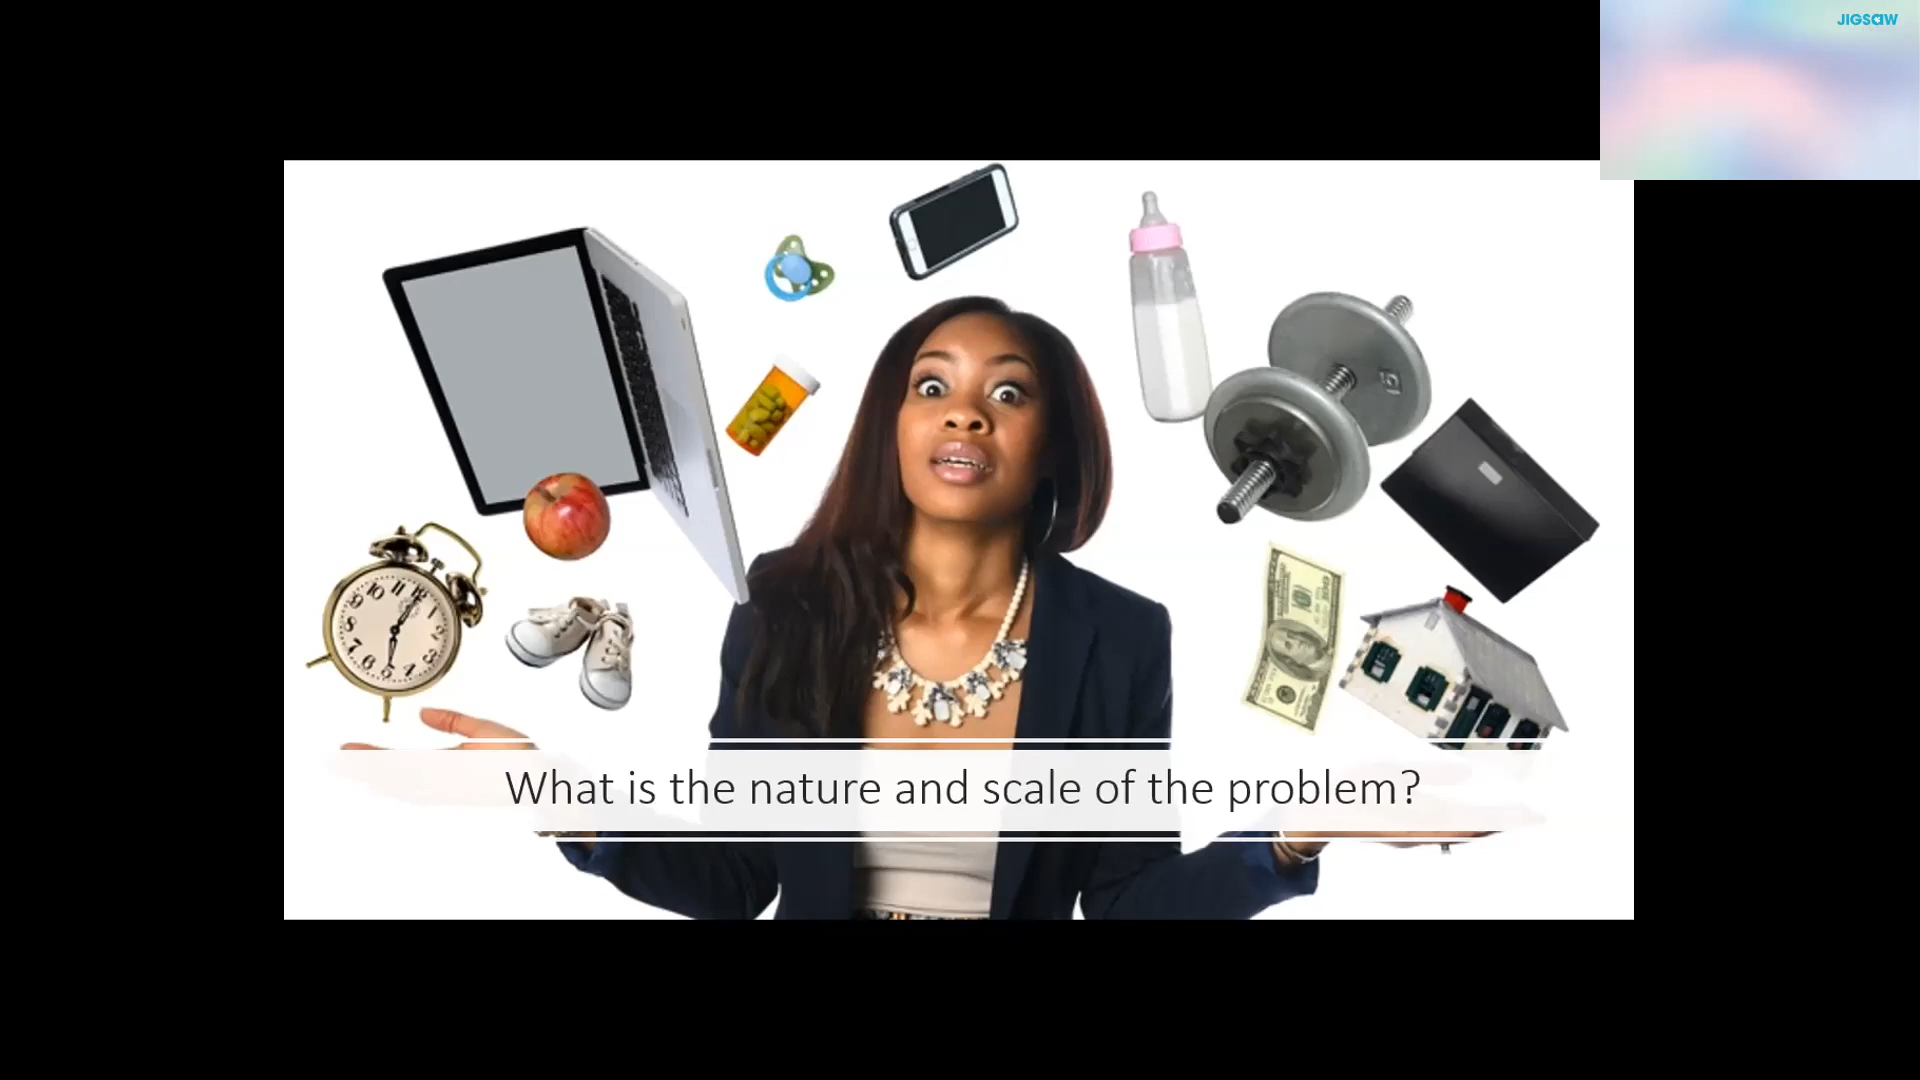 JIGSAW
What is the nature and scale of the problem?